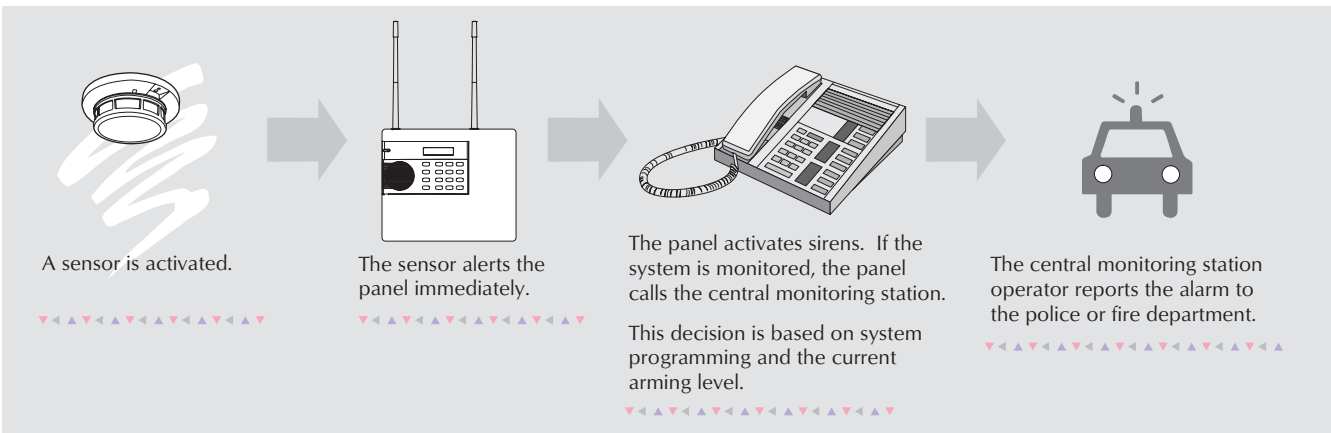 A sensor is activated.
The sensor alerts the
panel immediately.
The panel activates sirens.  If the
system is monitored, the panel
calls the central monitoring station.
This decision is based on system
programming and the current
arming level.
The central monitoring station
operator reports the alarm to
the police or fire department.